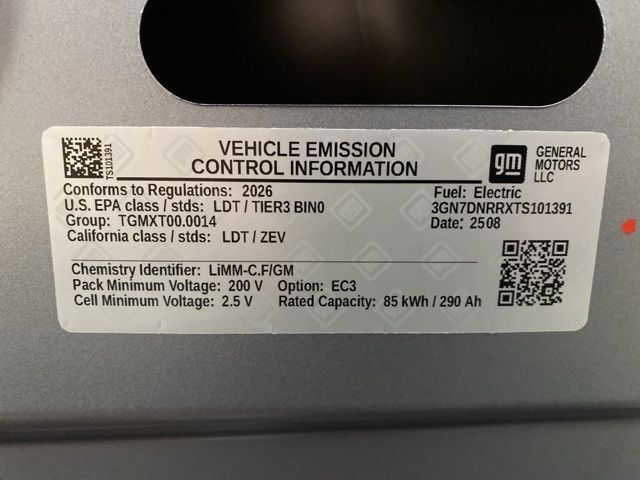 TS101391
VEHICLE EMISSION
CONTROL INFORMATION
gm
GENERAL
MOTORS
LLC
Conforms to Regulations: 2026
U.S. EPA class / stds: LDT / TIER3 BIN0
Group: TGMXT00.0014
California class / stds: LDT / ZEV
Fuel: Electric
3GN7DNRRXTS101391
Date: 2508
Chemistry Identifier: LiMM-C.F/GM
Pack Minimum Voltage: 200 V Option: EC3
Cell Minimum Voltage: 2.5 V Rated Capacity: 85 kWh / 290 Ah